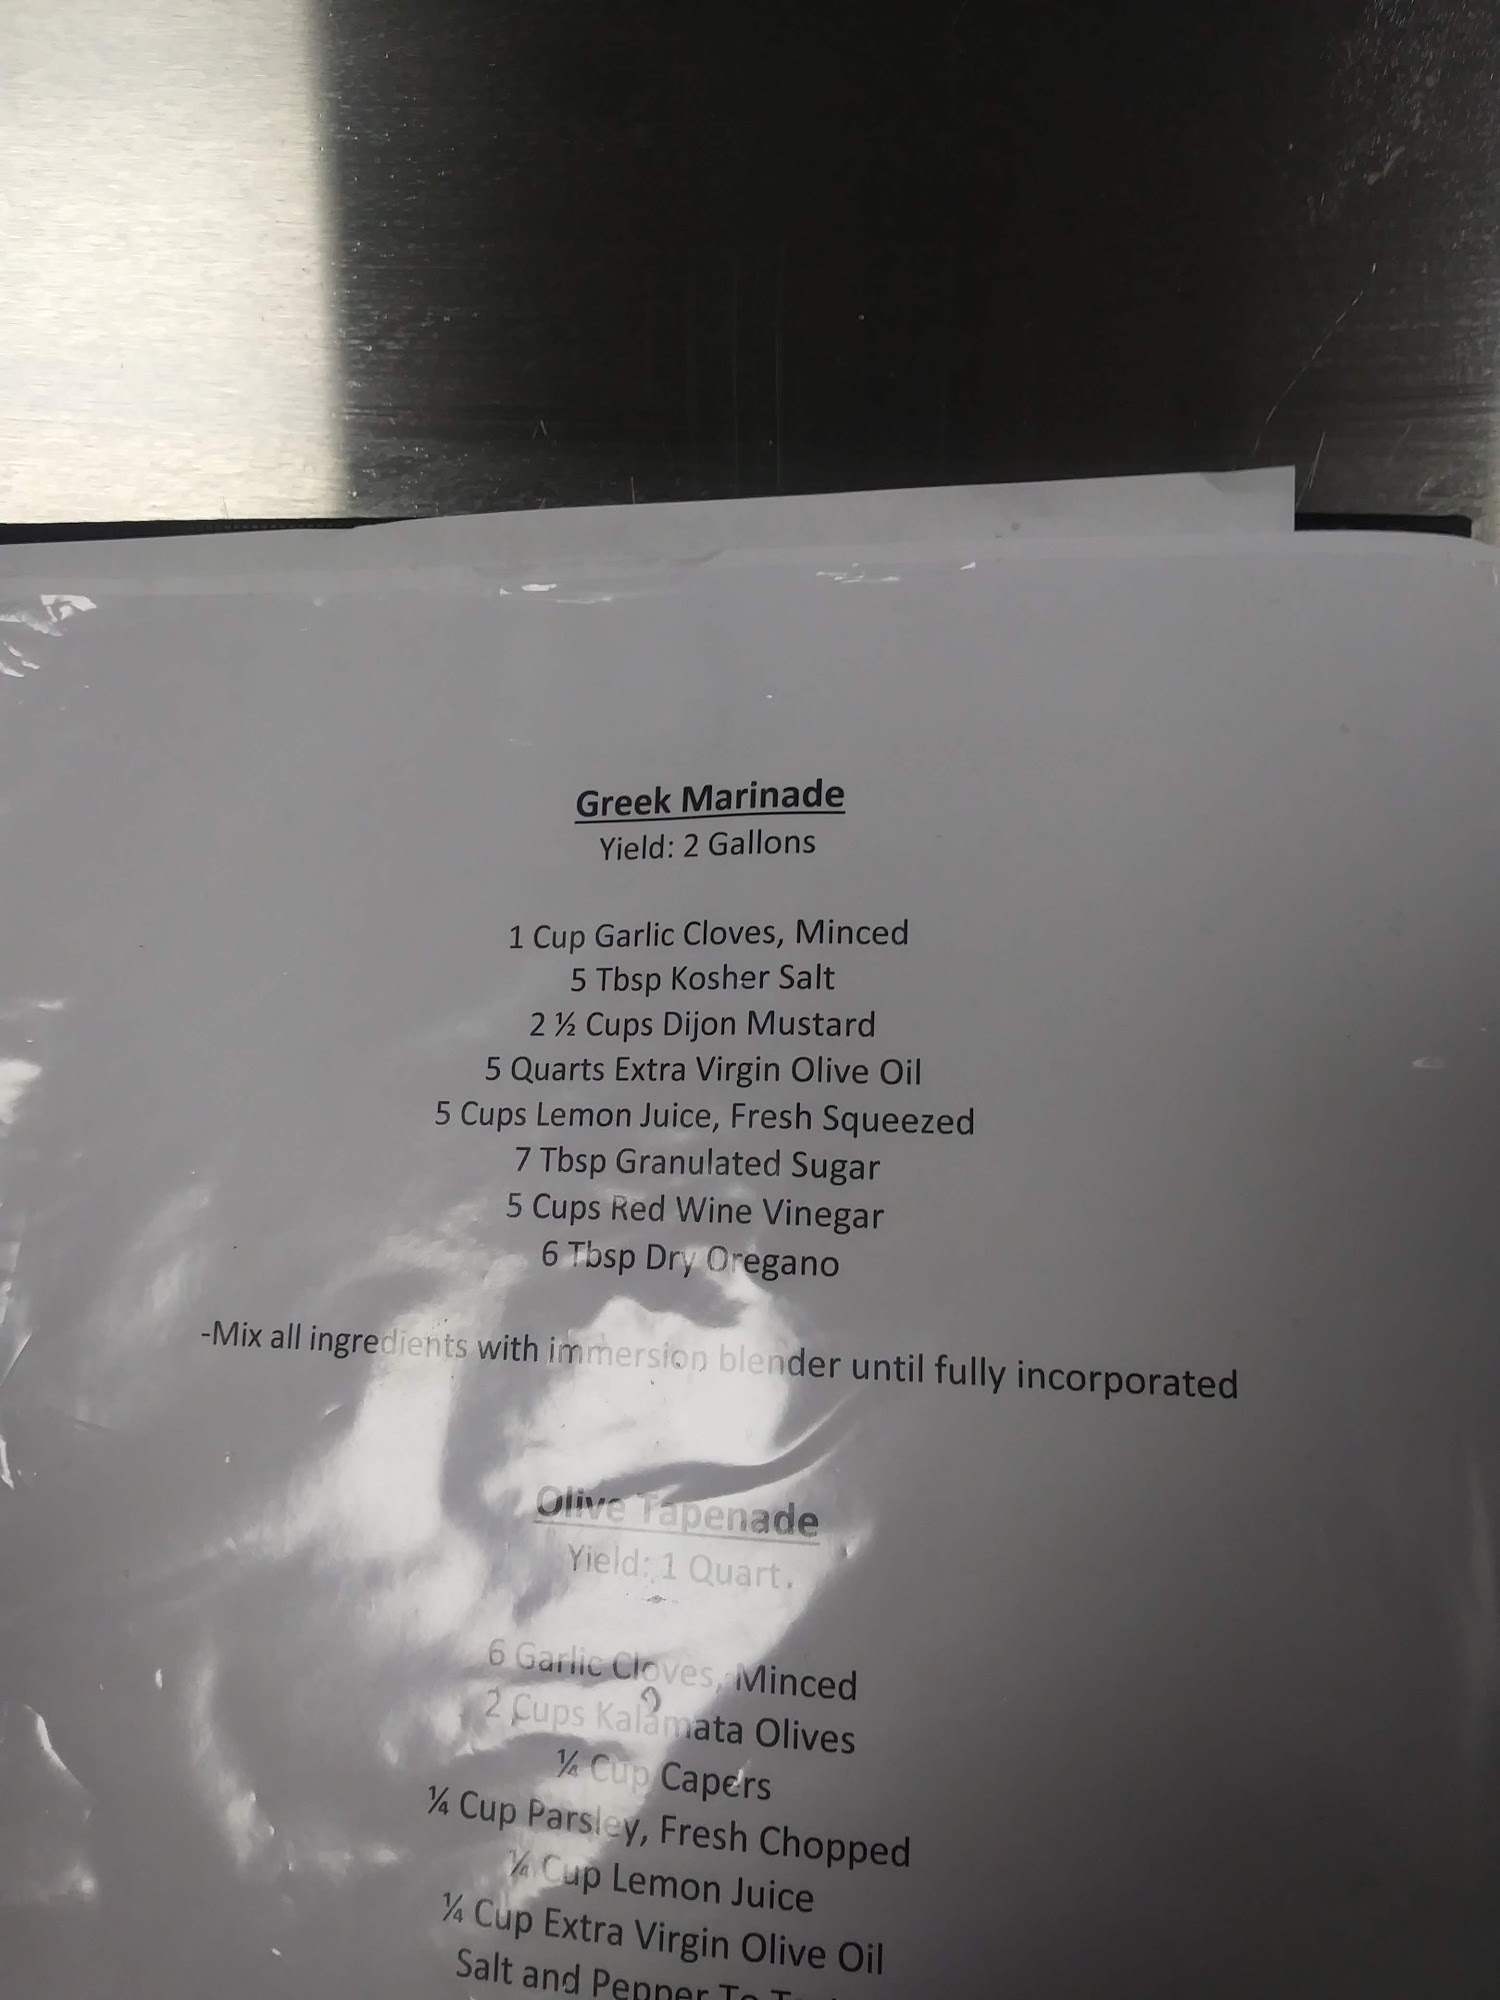 Greek Marinade
Yield: 2 Gallons
1 Cup Garlic Cloves, Minced
5 Tbsp Kosher Salt
2 ½ Cups Dijon Mustard
5 Quarts Extra Virgin Olive Oil
5 Cups Lemon Juice, Fresh Squeezed
7 Tbsp Granulated Sugar
5 Cups Red Wine Vinegar
6 Tbsp Dry Oregano
-Mix all ingredients with immersion blender until fully incorporated
Olive Tapenade
Yield: 1 Quart.
6 Garlic Cloves, Minced
2 Cups Kalamata Olives
¼ Cup Capers
¼ Cup Parsley, Fresh Chopped
¼ Cup Lemon Juice
¼ Cup Extra Virgin Olive Oil
Salt and Pepper To